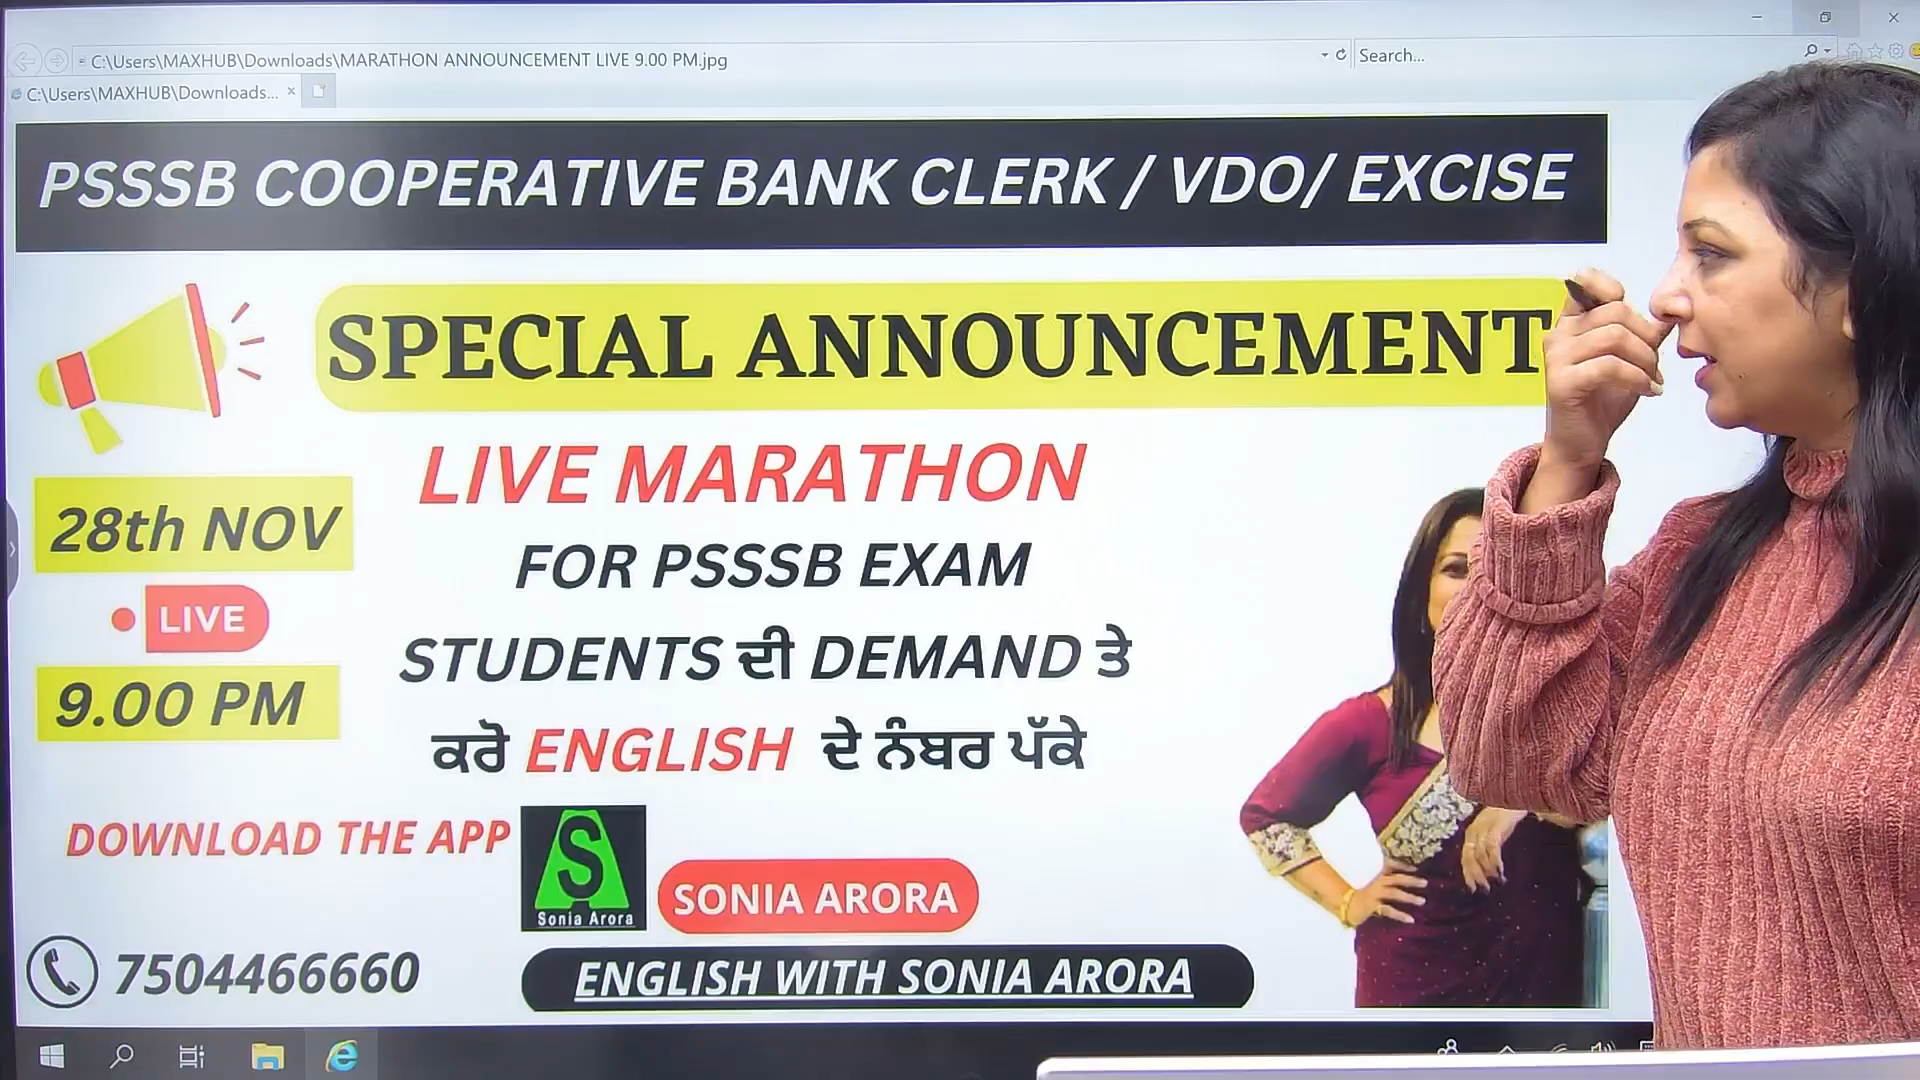 C:\Users\MAXHUB\Downloads\MARATHON ANNOUNCEMENT LIVE 9.00 PM.jpg
Search...
C:\Users\MAXHUB\Downloads...
PSSSB COOPERATIVE BANK CLERK / VDO/ EXCISE
SPECIAL ANNOUNCEMENT
LIVE MARATHON
28th NOV
FOR PSSSB EXAM
LIVE
STUDENTS ਦੀ DEMAND ਤੇ
9.00 PM
ਕਰੋ ENGLISH ਦੇ ਨੰਬਰ ਪੱਕੇ
DOWNLOAD THE APP
S
Sonia Arora
SONIA ARORA
7504466660
ENGLISH WITH SONIA ARORA